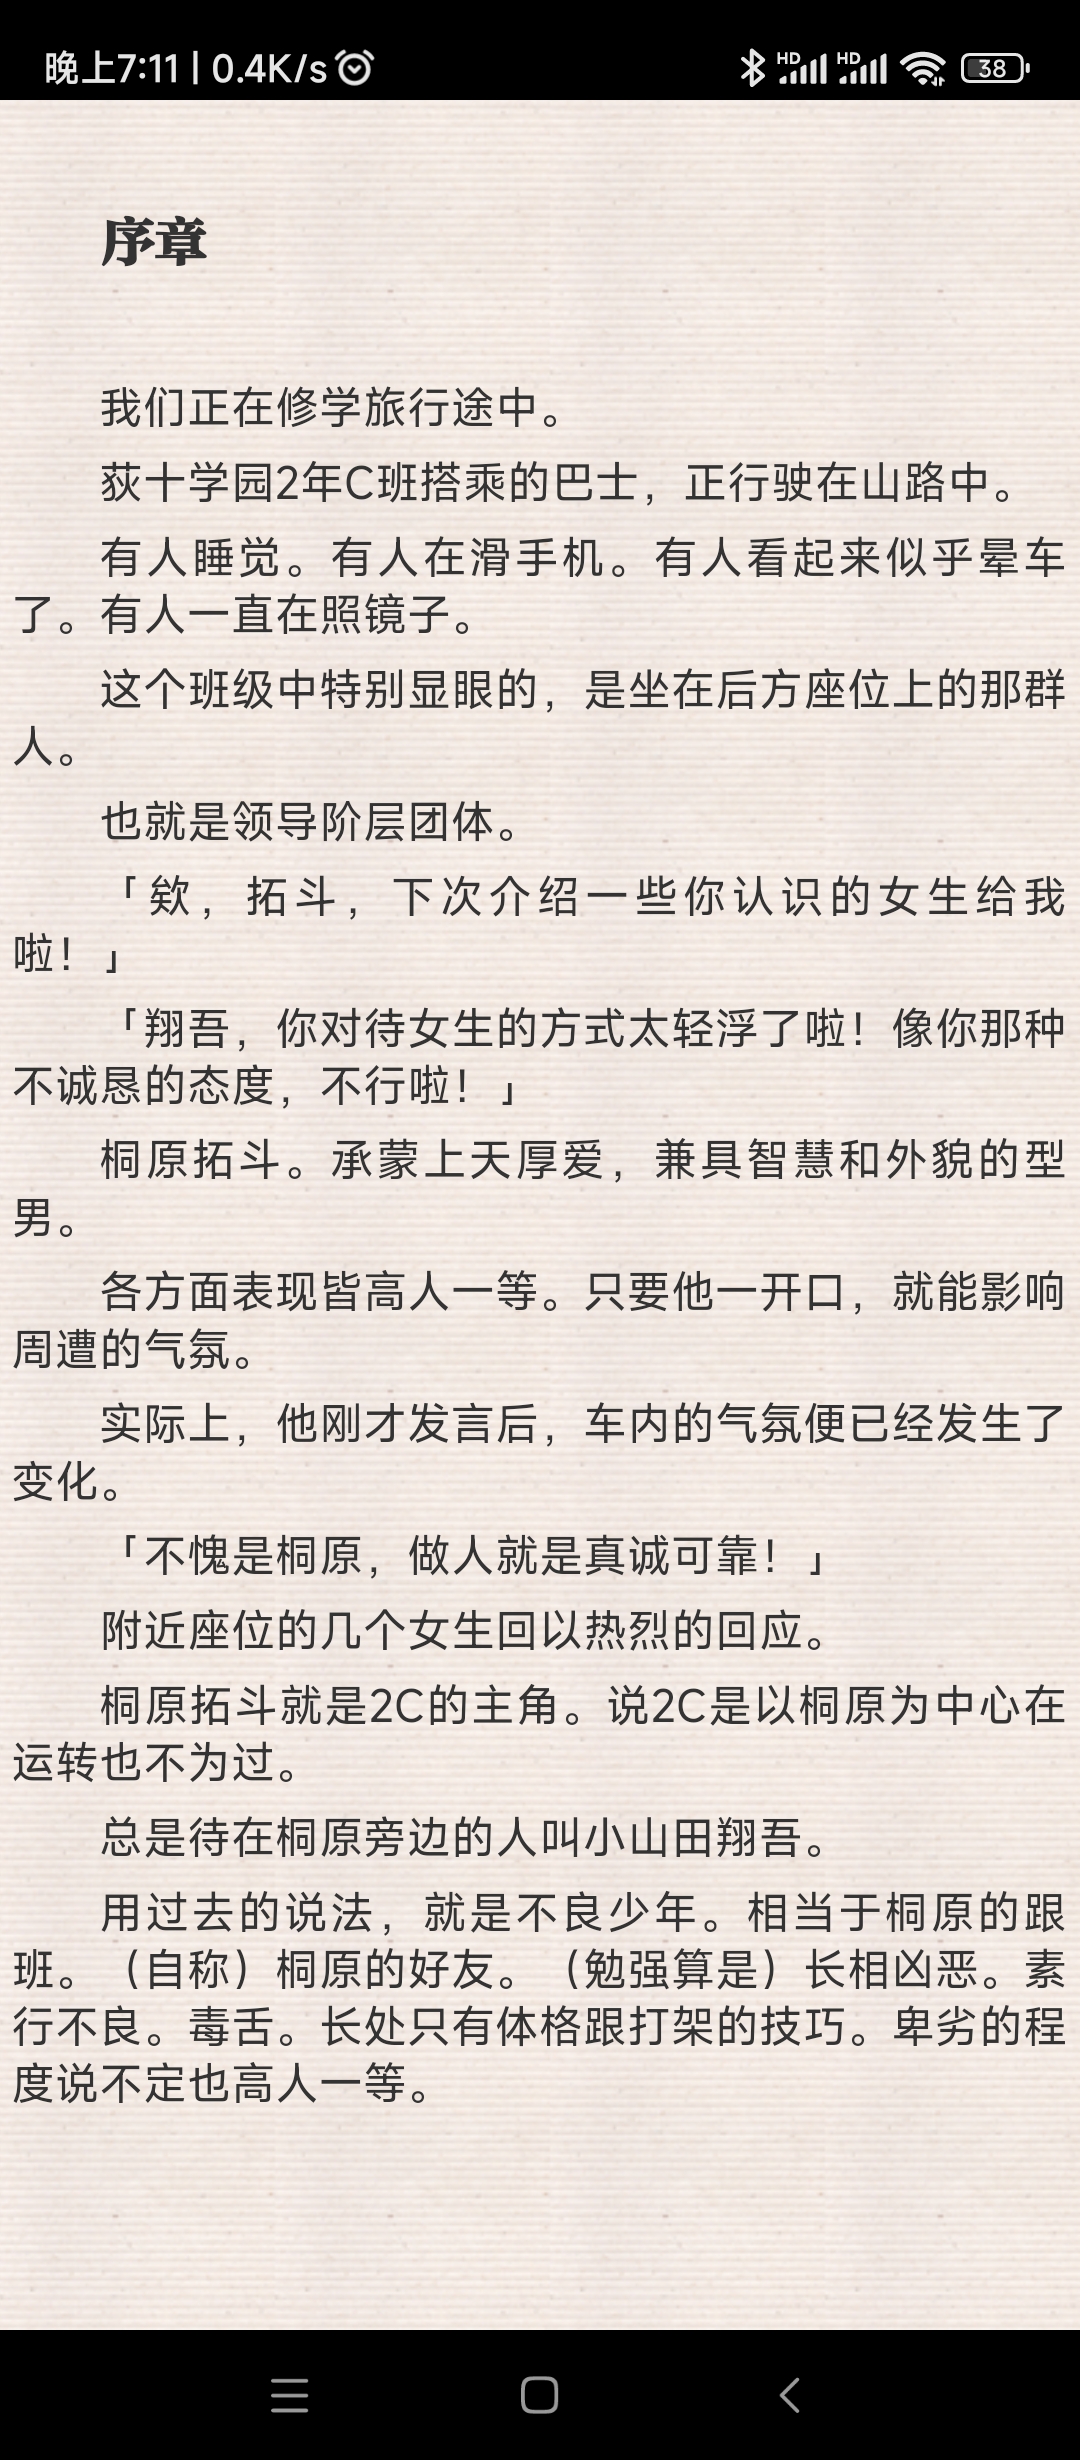 晚上7:11 | 0.4K/s
HD HD 38
序章
我们正在修学旅行途中。
荻十学园2年C班搭乘的巴士，正行驶在山路中。
有人睡觉。有人在滑手机。有人看起来似乎晕车
了。有人一直在照镜子。
这个班级中特别显眼的，是坐在后方座位上的那群
人。
也就是领导阶层团体。
「欸，拓斗，下次介绍一些你认识的女生给我
啦！」
「翔吾，你对待女生的方式太轻浮了啦！像你那种
不诚恳的态度，不行啦！」
桐原拓斗。承蒙上天厚爱，兼具智慧和外貌的型
男。
各方面表现皆高人一等。只要他一开口，就能影响
周遭的气氛。
实际上，他刚才发言后，车内的气氛便已经发生了
变化。
「不愧是桐原，做人就是真诚可靠！」
附近座位的几个女生回以热烈的回应。
桐原拓斗就是2C的主角。说2C是以桐原为中心在
运转也不为过。
总是待在桐原旁边的人叫小山田翔吾。
用过去的说法，就是不良少年。相当于桐原的跟
班。（自称）桐原的好友。（勉强算是）长相凶恶。素
行不良。毒舌。长处只有体格跟打架的技巧。卑劣的程
度说不定也高人一等。